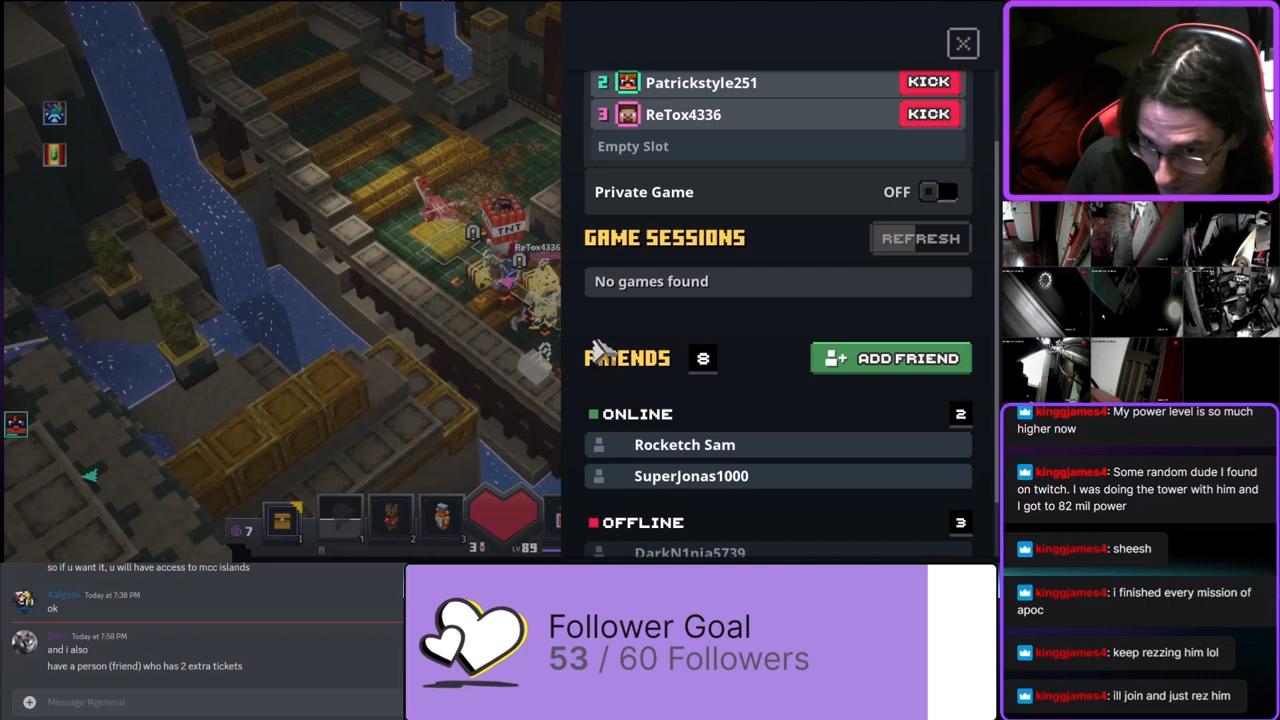 2 Patrickstyle251 KICK
3 ReTox4336 KICK
Empty Slot
Private Game OFF
GAME SESSIONS REFRESH
No games found
FRIENDS 8 ADD FRIEND
ONLINE 2
Rocketch Sam
SuperJonas1000
OFFLINE 3
DarkN1nja5739
TNT
ReTox4336
7
I
1
2
3
3
LV 89
so if u want it, u will have access to mcc islands
Xalgoni Today at 7:38 PM
ok
Sam Today at 7:58 PM
and i also
have a person (friend) who has 2 extra tickets
Message #general
Follower Goal
53 / 60 Followers
kinggjames4: My power level is so much
higher now
kinggjames4: Some random dude I found
on twitch. I was doing the tower with him and
I got to 82 mil power
kinggjames4: sheesh
kinggjames4: i finished every mission of
apoc
kinggjames4: keep rezzing him lol
kinggjames4: ill join and just rez him